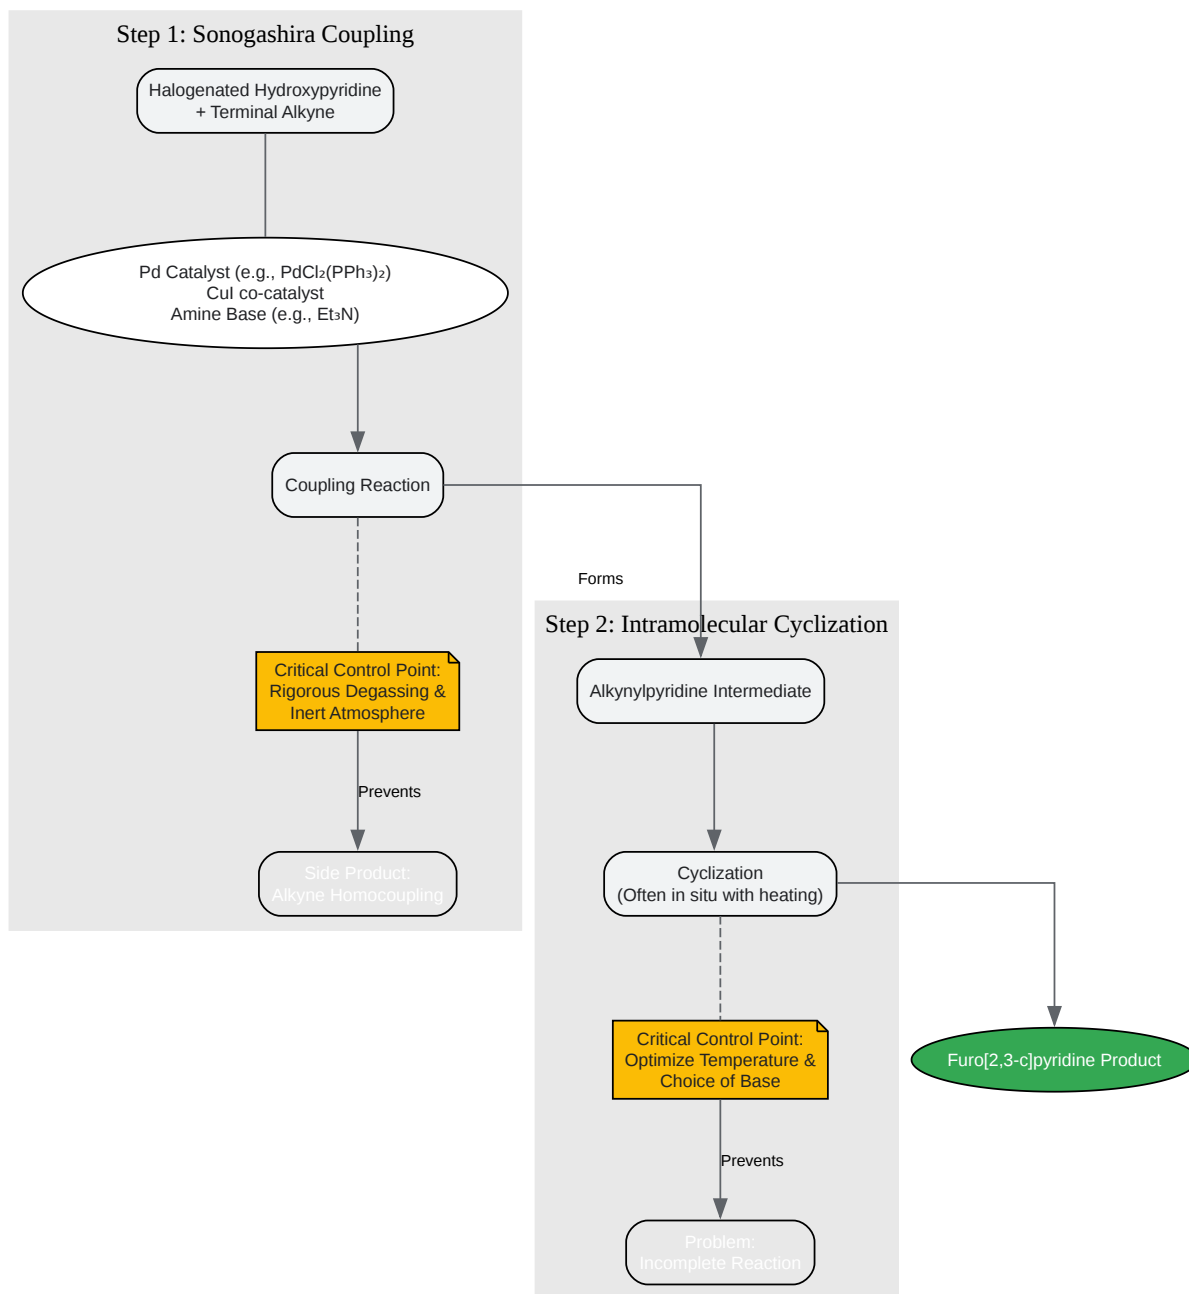 Step 1: Sonogashira Coupling
Halogenated Hydroxypyridine
+ Terminal Alkyne
Pd Catalyst (e.g., PdCl₂(PPh₃)₂)
CuI co-catalyst
Amine Base (e.g., Et₃N)
Coupling Reaction
Critical Control Point:
Rigorous Degassing &
Inert Atmosphere
Prevents
Side Product:
Alkyne Homocoupling
Forms
Step 2: Intramolecular Cyclization
Alkynylpyridine Intermediate
Cyclization
(Often in situ with heating)
Critical Control Point:
Optimize Temperature &
Choice of Base
Prevents
Problem:
Incomplete Reaction
Furo[2,3-c]pyridine Product